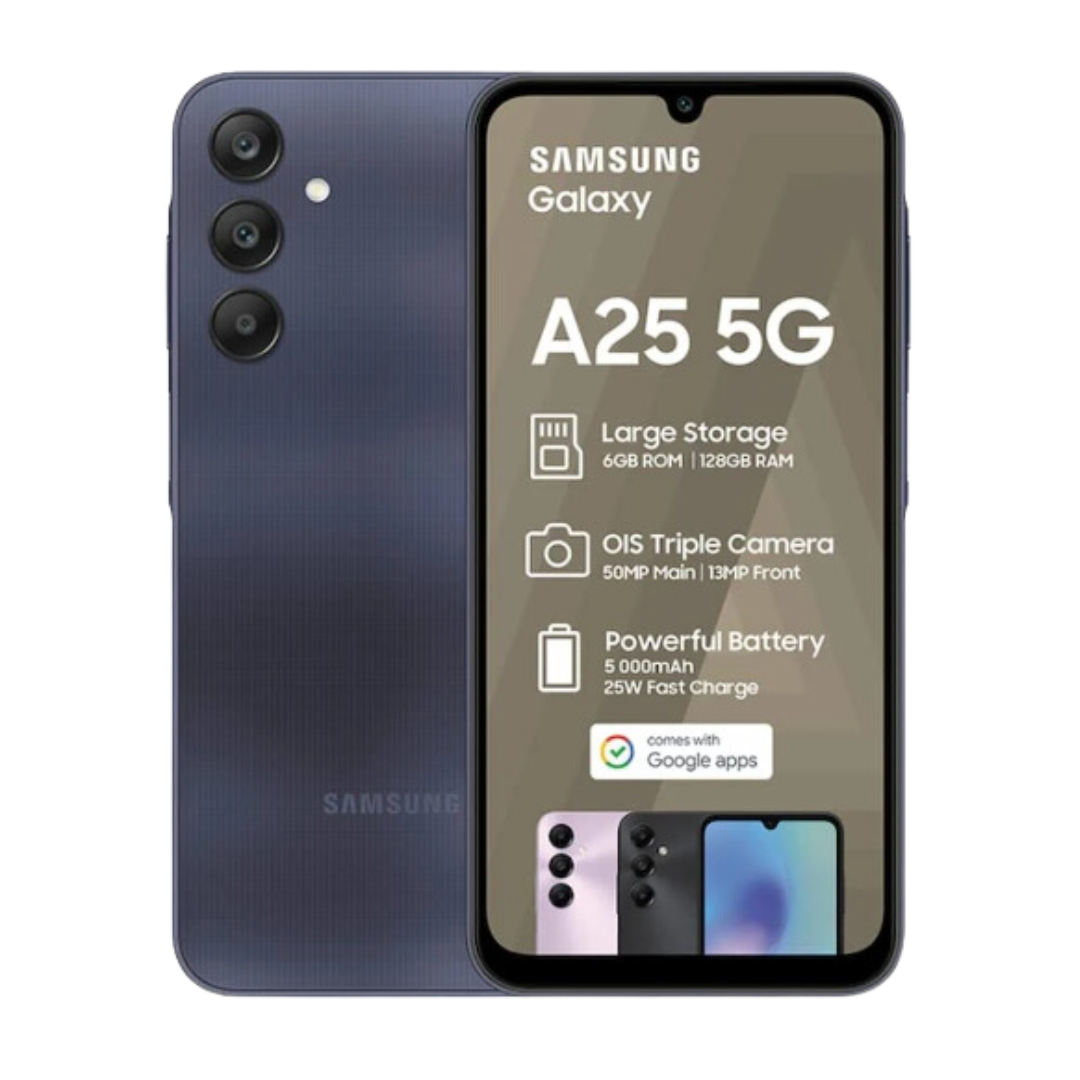 SAMSUNG
Galaxy
A25 5G
Large Storage
6GB ROM | 128GB RAM
OIS Triple Camera
50MP Main | 13MP Front
Powerful Battery
5 000mAh
25W Fast Charge
comes with
Google apps
SAMSUNG